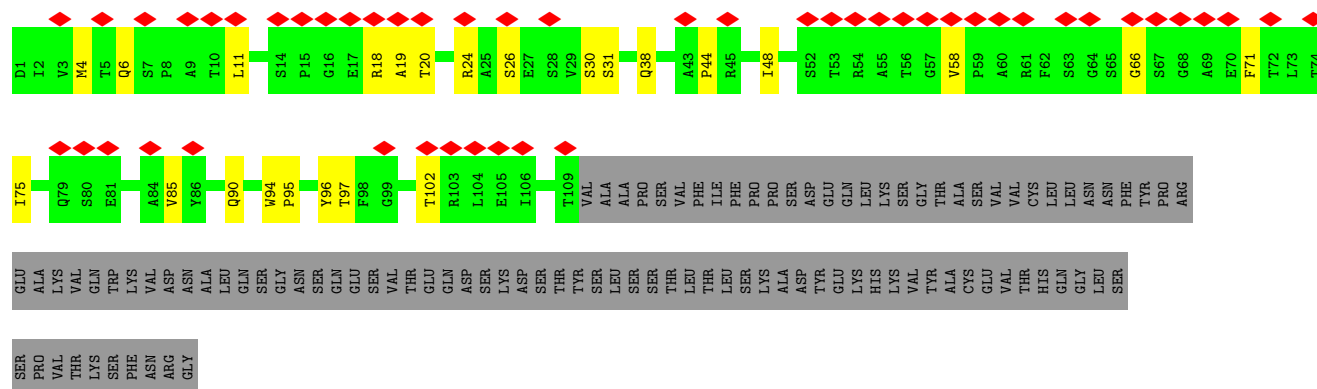 D1 I2 V3 M4 T5 Q6 S7 P8 A9 T10 L11 S14 P15 G16 E17 R18 A19 T20 R24 A25 S26 E27 S28 V29 S30 S31 Q38 A43 P44 R45 I48 S52 T53 R54 A55 T56 G57 V58 P59 A60 R61 F62 S63 G64 S65 G66 S67 G68 A69 E70 F71 T72 L73 T74
I75 Q79 S80 E81 A84 V85 Y86 Q90 W94 P95 Y96 T97 F98 G99 T102 R103 L104 E105 I106 T109 VAL ALA ALA PRO SER VAL PHE ILE PHE PRO PRO SER ASP GLU GLN LEU LYS SER GLY THR ALA SER VAL VAL CYS LEU LEU ASN ASN PHE TYR PRO ARG
GLU ALA LYS VAL GLN TRP LYS VAL ASP ASN ALA LEU GLN SER GLY ASN SER GLN GLU SER VAL THR GLU GLN ASP SER LYS ASP SER THR TYR SER LEU SER SER THR LEU THR LEU SER LYS ALA ASP TYR GLU LYS HIS LYS VAL TYR ALA CYS GLU VAL THR HIS GLN GLY LEU SER
SER PRO VAL THR LYS SER PHE ASN ARG GLY